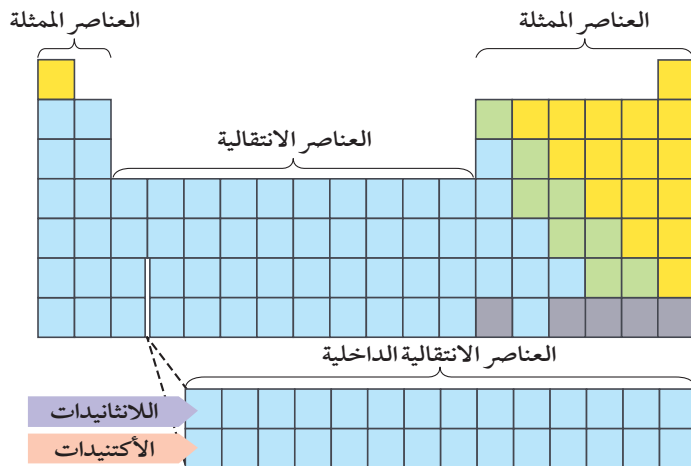 العناصر الممثلة
العناصر الممثلة
العناصر الانتقالية
العناصر الانتقالية الداخلية
اللانثانيدات
الأكتنيدات